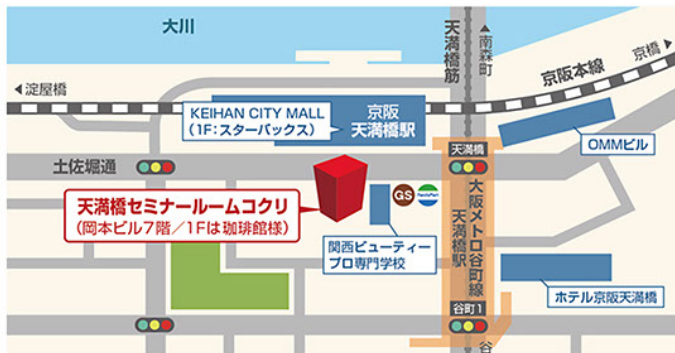 大川
天満橋筋
南森町
京橋
京阪本線
淀屋橋
KEIHAN CITY MALL
(1F:スターバックス)
京阪
天満橋駅
OMMビル
土佐堀通
天満橋
天満橋セミナールームコクリ
(岡本ビル7階/1Fは珈琲館様)
GS
FamilyMart
関西ビューティー
プロ専門学校
大阪メトロ谷町線
天満橋駅
ホテル京阪天満橋
谷町1
谷